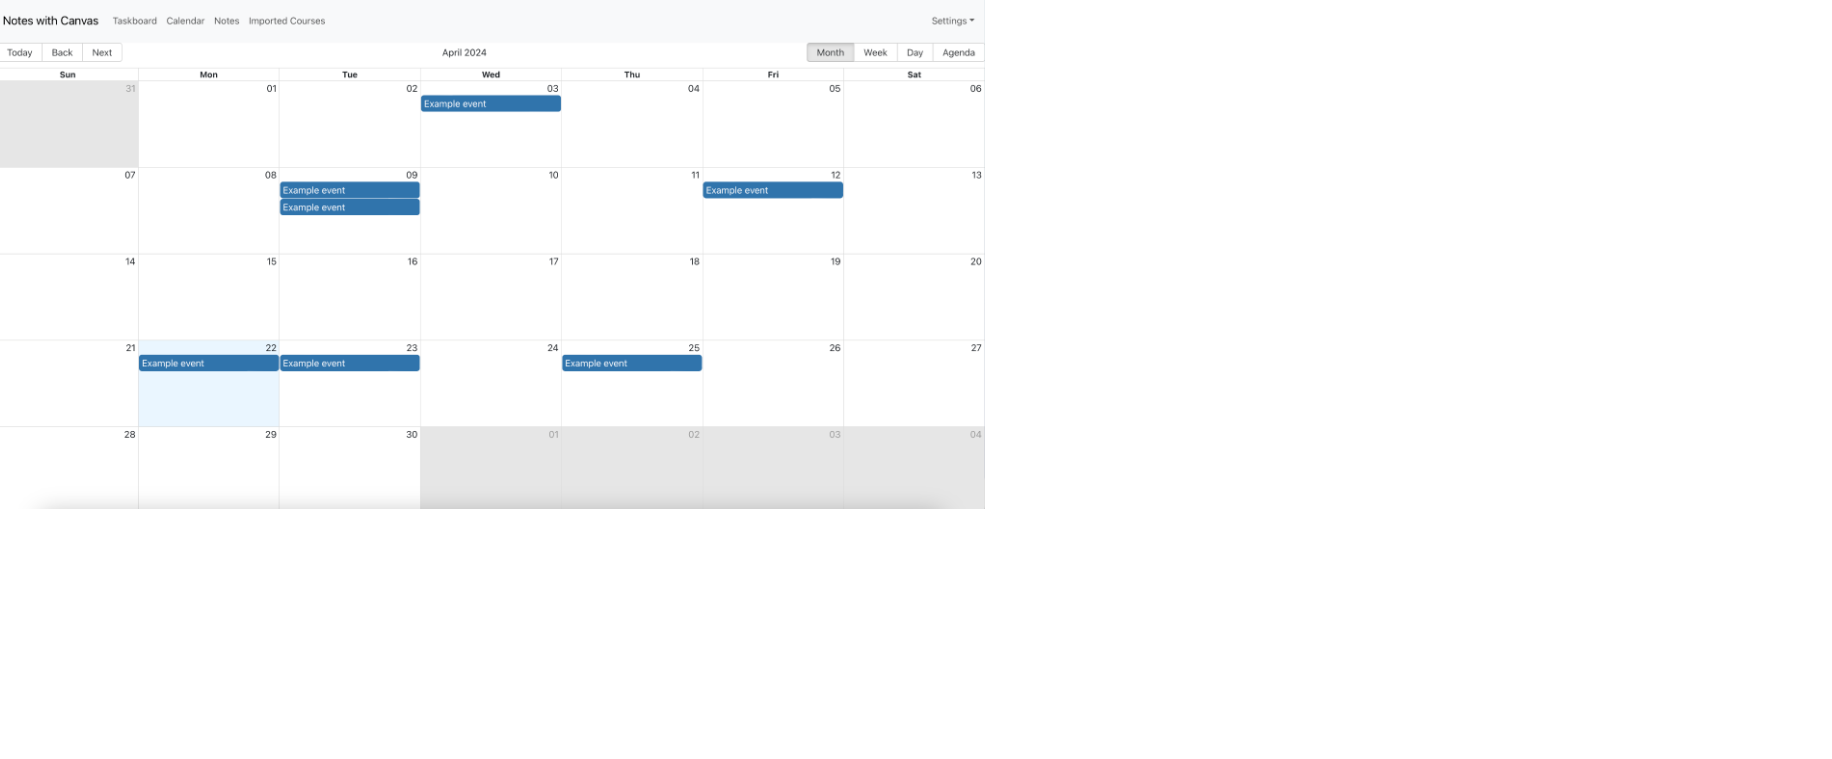 Notes with Canvas Taskboard Calendar Notes Imported Courses Settings
Today Back Next April 2024 Month Week Day Agenda
Sun Mon Tue Wed Thu Fri Sat
31 01 02 03 04 05 06
Example event
07 08 09 10 11 12 13
Example event Example event
Example event
14 15 16 17 18 19 20
21 22 23 24 25 26 27
Example event Example event Example event
28 29 30 01 02 03 04